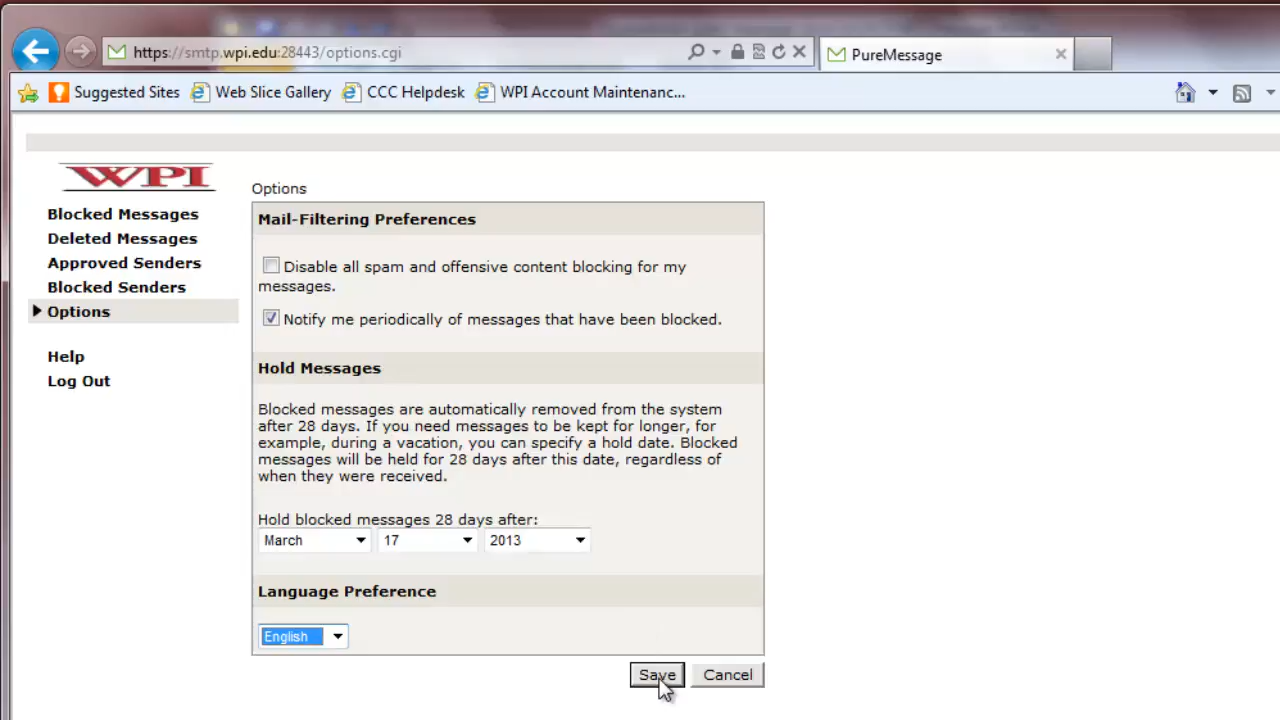 https://smtp.wpi.edu:28443/options.cgi
PureMessage
Suggested Sites
Web Slice Gallery
CCC Helpdesk
WPI Account Maintenanc...
WPI
Blocked Messages
Deleted Messages
Approved Senders
Blocked Senders
Options
Help
Log Out
Options
Mail-Filtering Preferences
Disable all spam and offensive content blocking for my
messages.
Notify me periodically of messages that have been blocked.
Hold Messages
Blocked messages are automatically removed from the system
after 28 days. If you need messages to be kept for longer, for
example, during a vacation, you can specify a hold date. Blocked
messages will be held for 28 days after this date, regardless of
when they were received.
Hold blocked messages 28 days after:
March 17 2013
Language Preference
English
Save Cancel